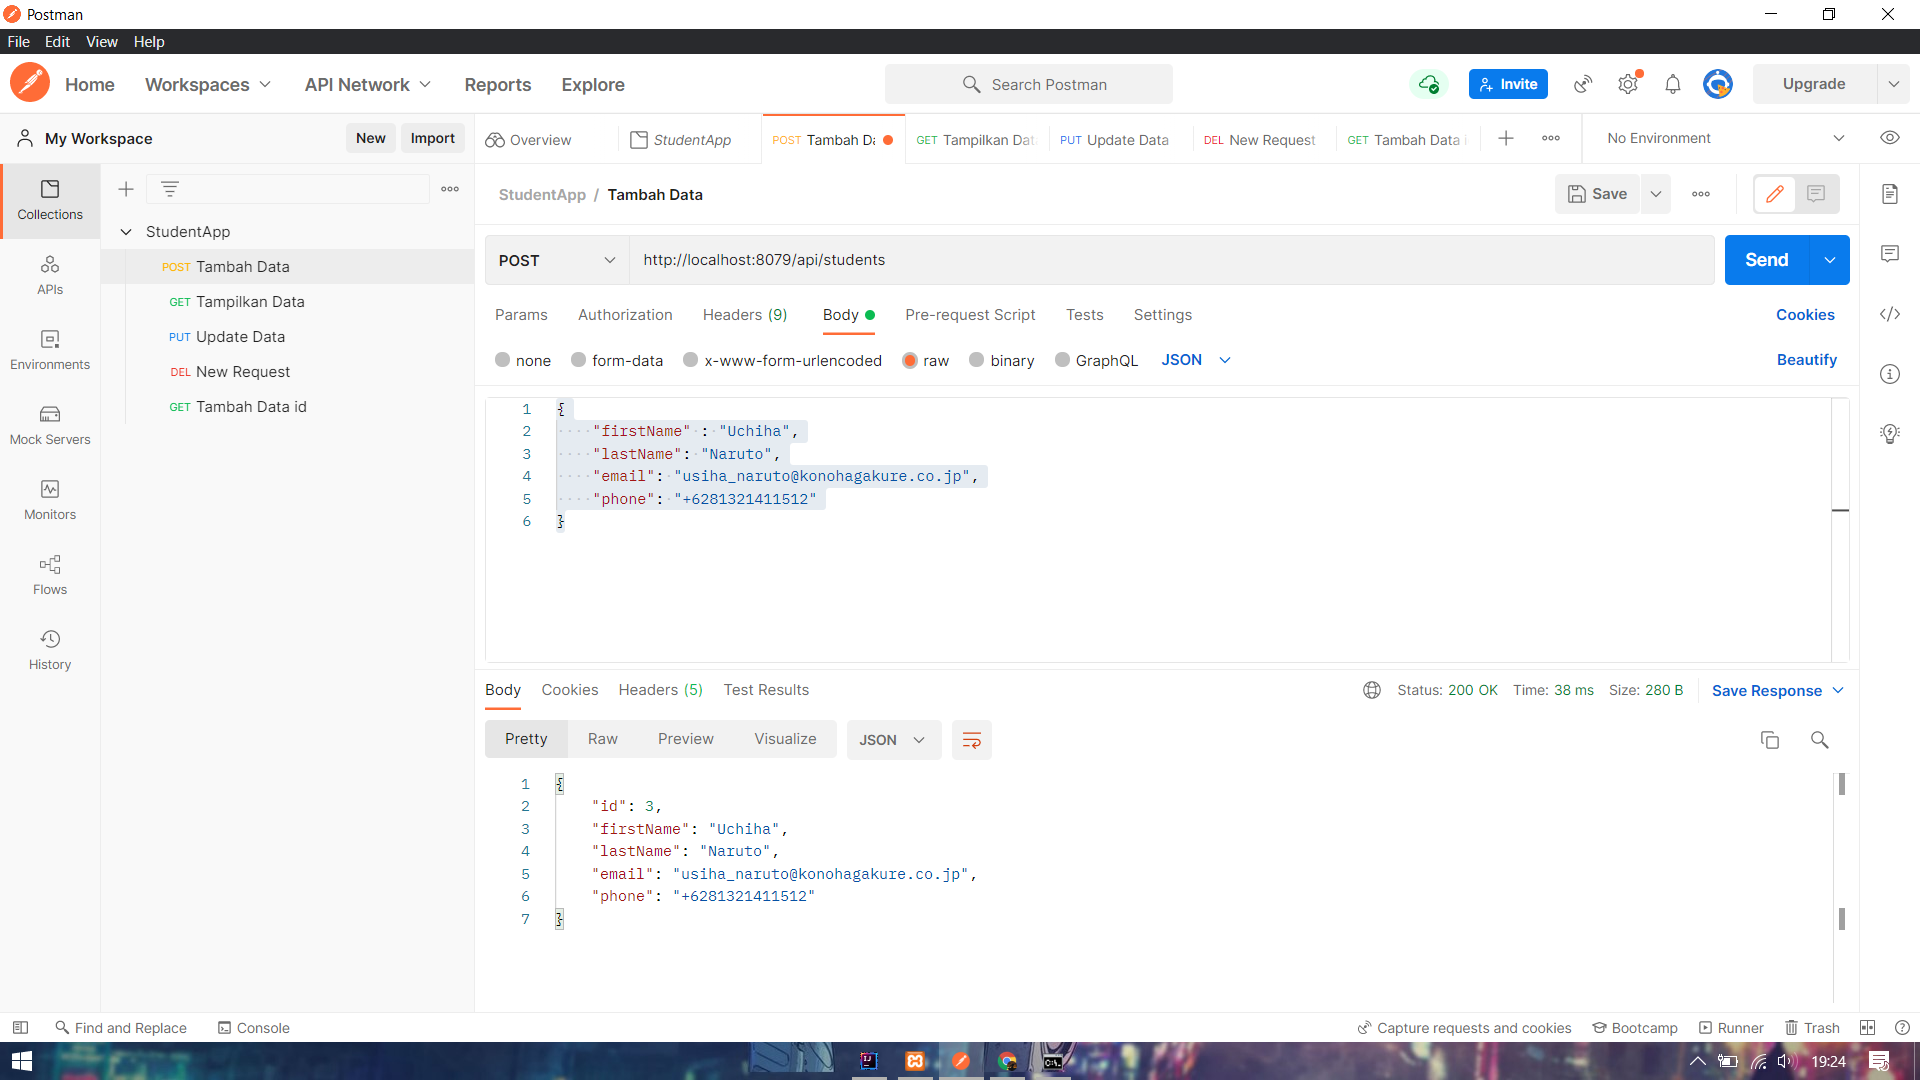 Postman
File Edit View Help
Home Workspaces API Network Reports Explore Search Postman Invite Upgrade
My Workspace New Import Overview StudentApp POST Tambah Da GET Tampilkan Dat PUT Update Data DEL New Request GET Tambah Data i No Environment
Collections
APIs
Environments
Mock Servers
Monitors
Flows
History
StudentApp
POST Tambah Data
GET Tampilkan Data
PUT Update Data
DEL New Request
GET Tambah Data id
StudentApp / Tambah Data Save
POST http://localhost:8079/api/students Send
Params Authorization Headers (9) Body Pre-request Script Tests Settings Cookies
none form-data x-www-form-urlencoded raw binary GraphQL JSON Beautify
1 {
2 "firstName" : "Uchiha",
3 "lastName": "Naruto",
4 "email": "usiha_naruto@konohagakure.co.jp",
5 "phone": "+6281321411512"
6 }
Body Cookies Headers (5) Test Results Status: 200 OK Time: 38 ms Size: 280 B Save Response
Pretty Raw Preview Visualize JSON
1 {
2 "id": 3,
3 "firstName": "Uchiha",
4 "lastName": "Naruto",
5 "email": "usiha_naruto@konohagakure.co.jp",
6 "phone": "+6281321411512"
7 }
Find and Replace Console Capture requests and cookies Bootcamp Runner Trash
19:24